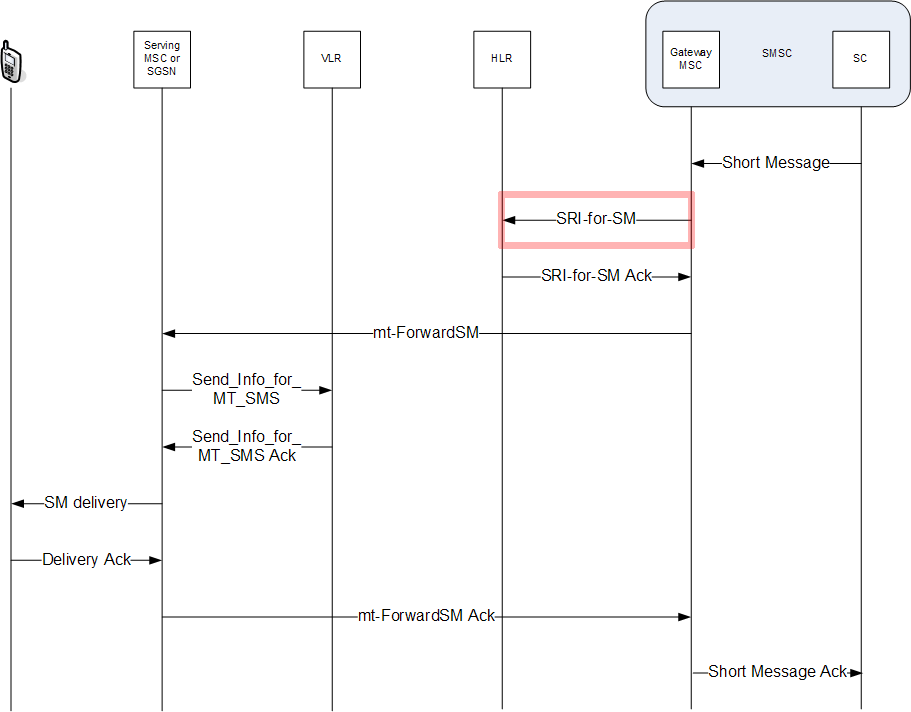 Serving
MSC or
SGSN
VLR
HLR
Gateway
MSC
SMSC
SC
Short Message
SRI-for-SM
SRI-for-SM Ack
mt-ForwardSM
Send_Info_for_
MT_SMS
Send_Info_for_
MT_SMS Ack
SM delivery
Delivery Ack
mt-ForwardSM Ack
Short Message Ack